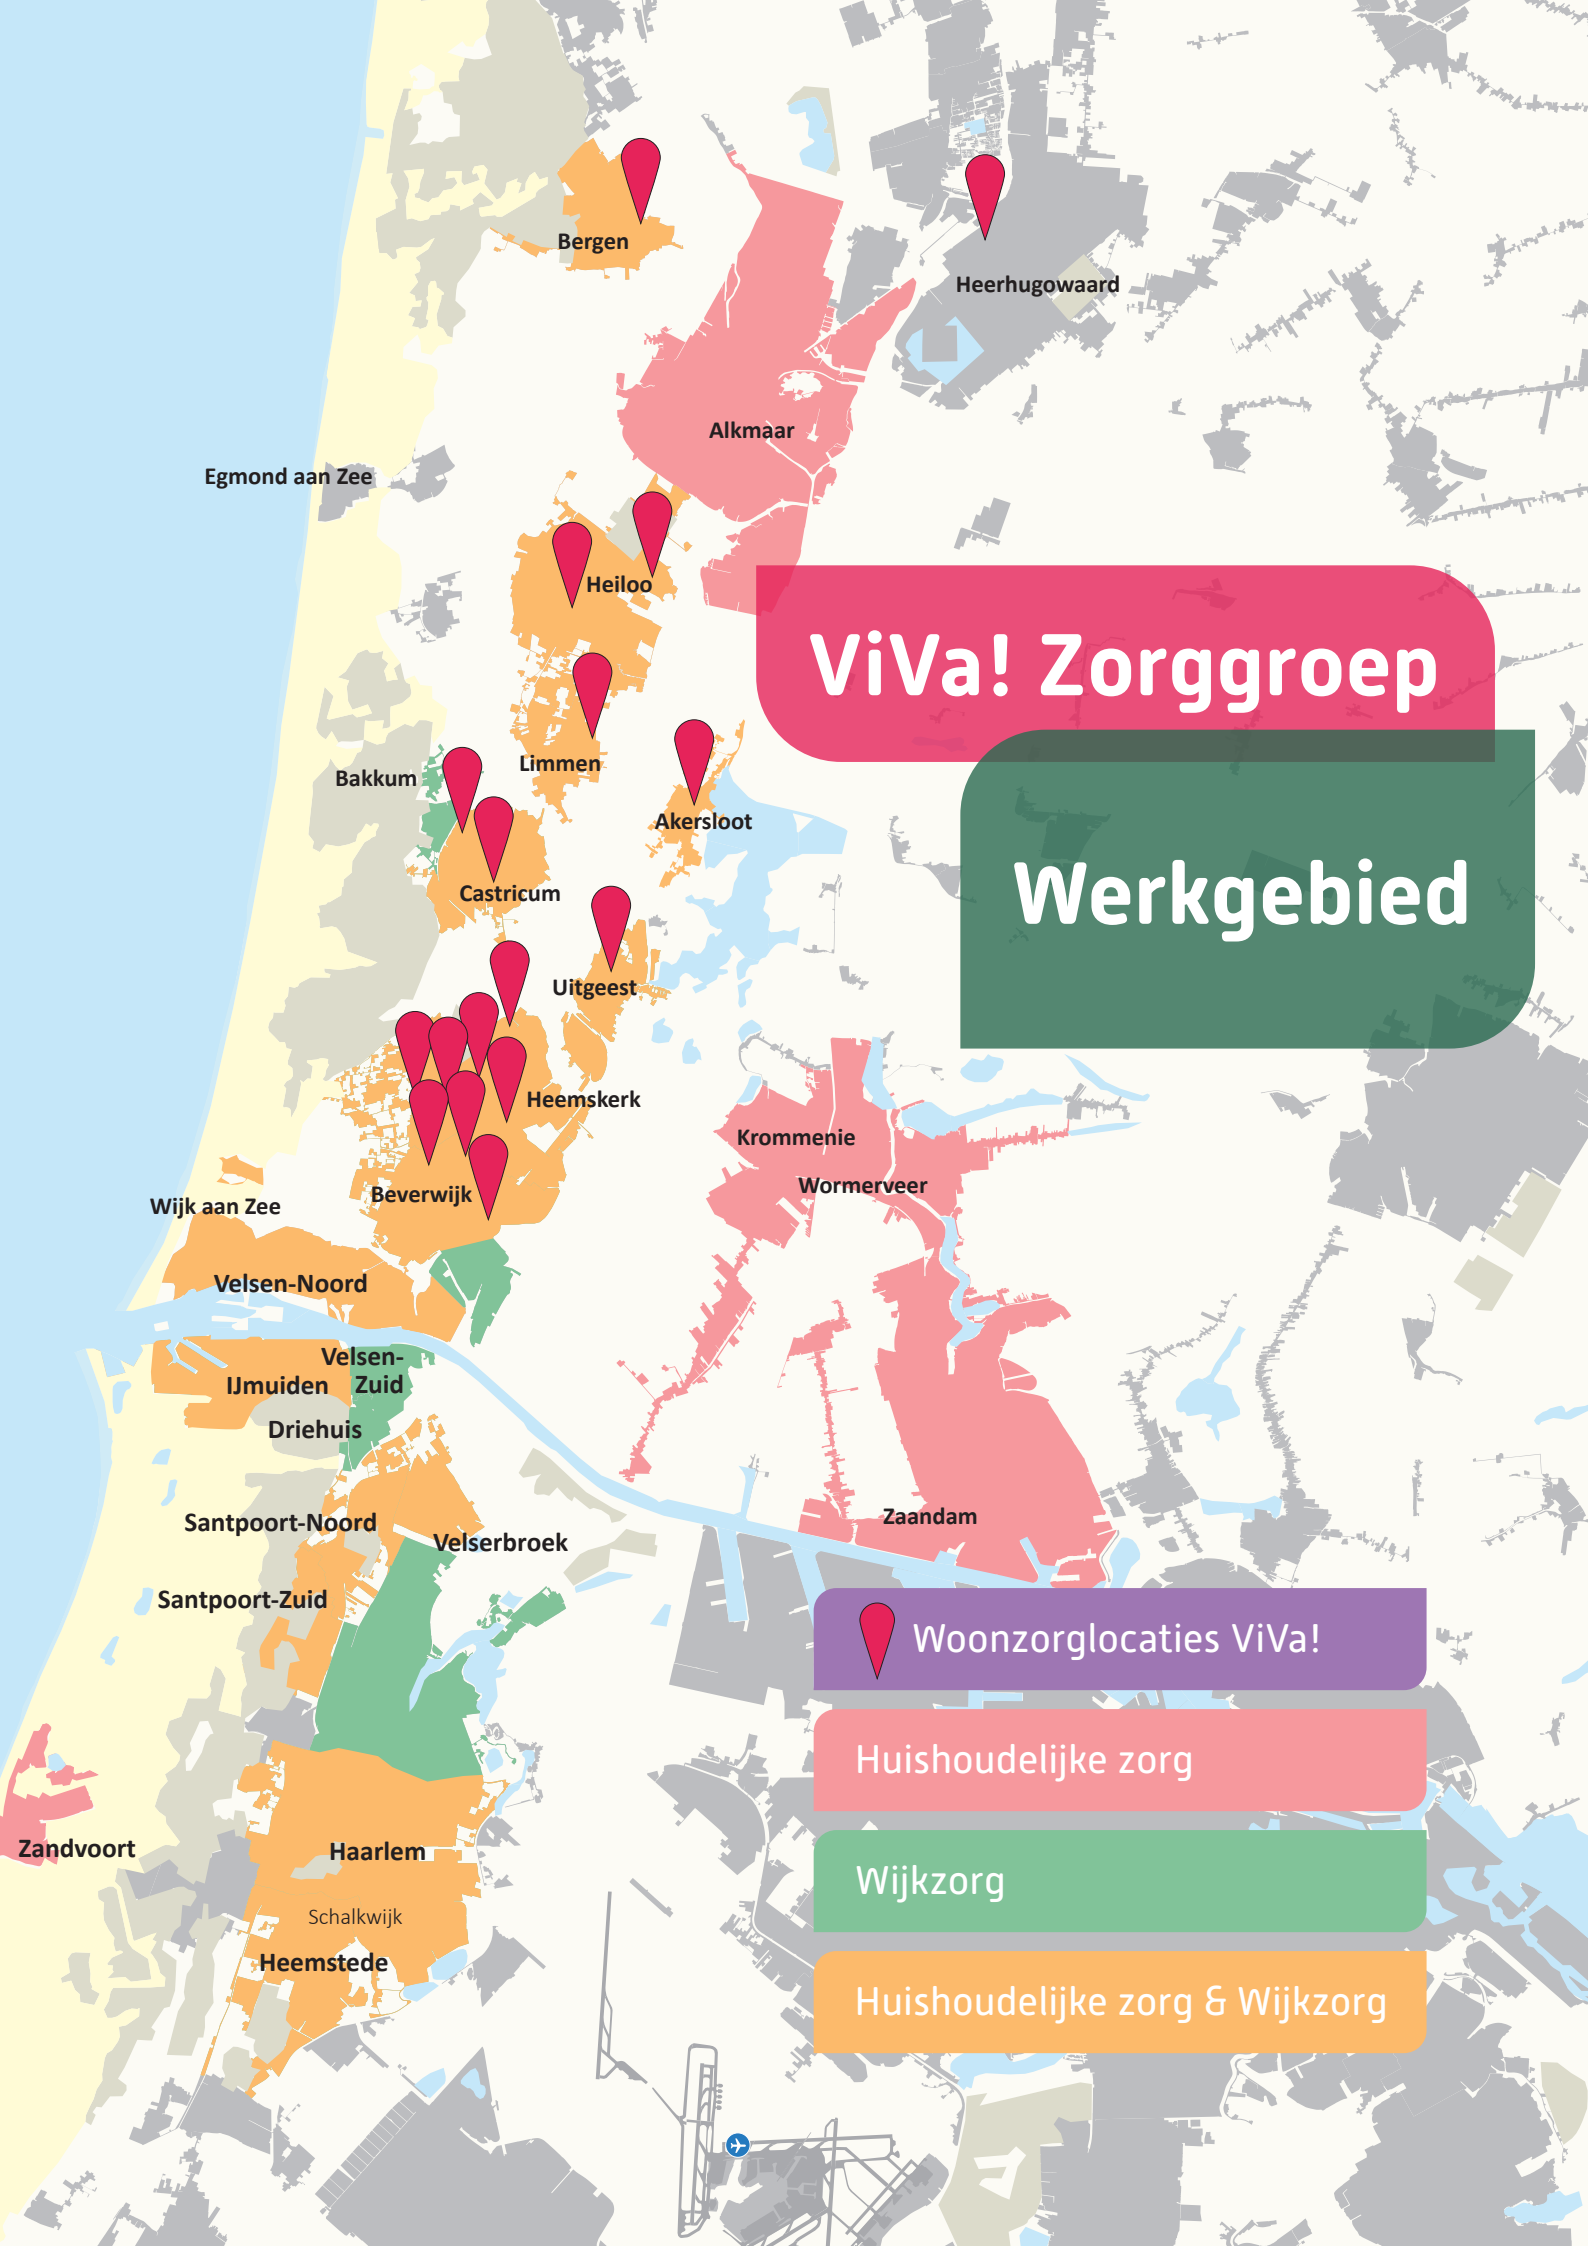 Bergen
Heerhugowaard
Alkmaar
Egmond aan Zee
Heiloo
ViVa! Zorggroep
Limmen
Bakkum
Akersloot
Werkgebied
Castricum
Uitgeest
Heemskerk
Krommenie
Wormerveer
Beverwijk
Wijk aan Zee
Velsen-Noord
Velsen-
Zuid
IJmuiden
Driehuis
Zaandam
Santpoort-Noord
Velserbroek
Santpoort-Zuid
Woonzorglocaties ViVa!
Huishoudelijke zorg
Zandvoort
Haarlem
Wijkzorg
Schalkwijk
Heemstede
Huishoudelijke zorg & Wijkzorg